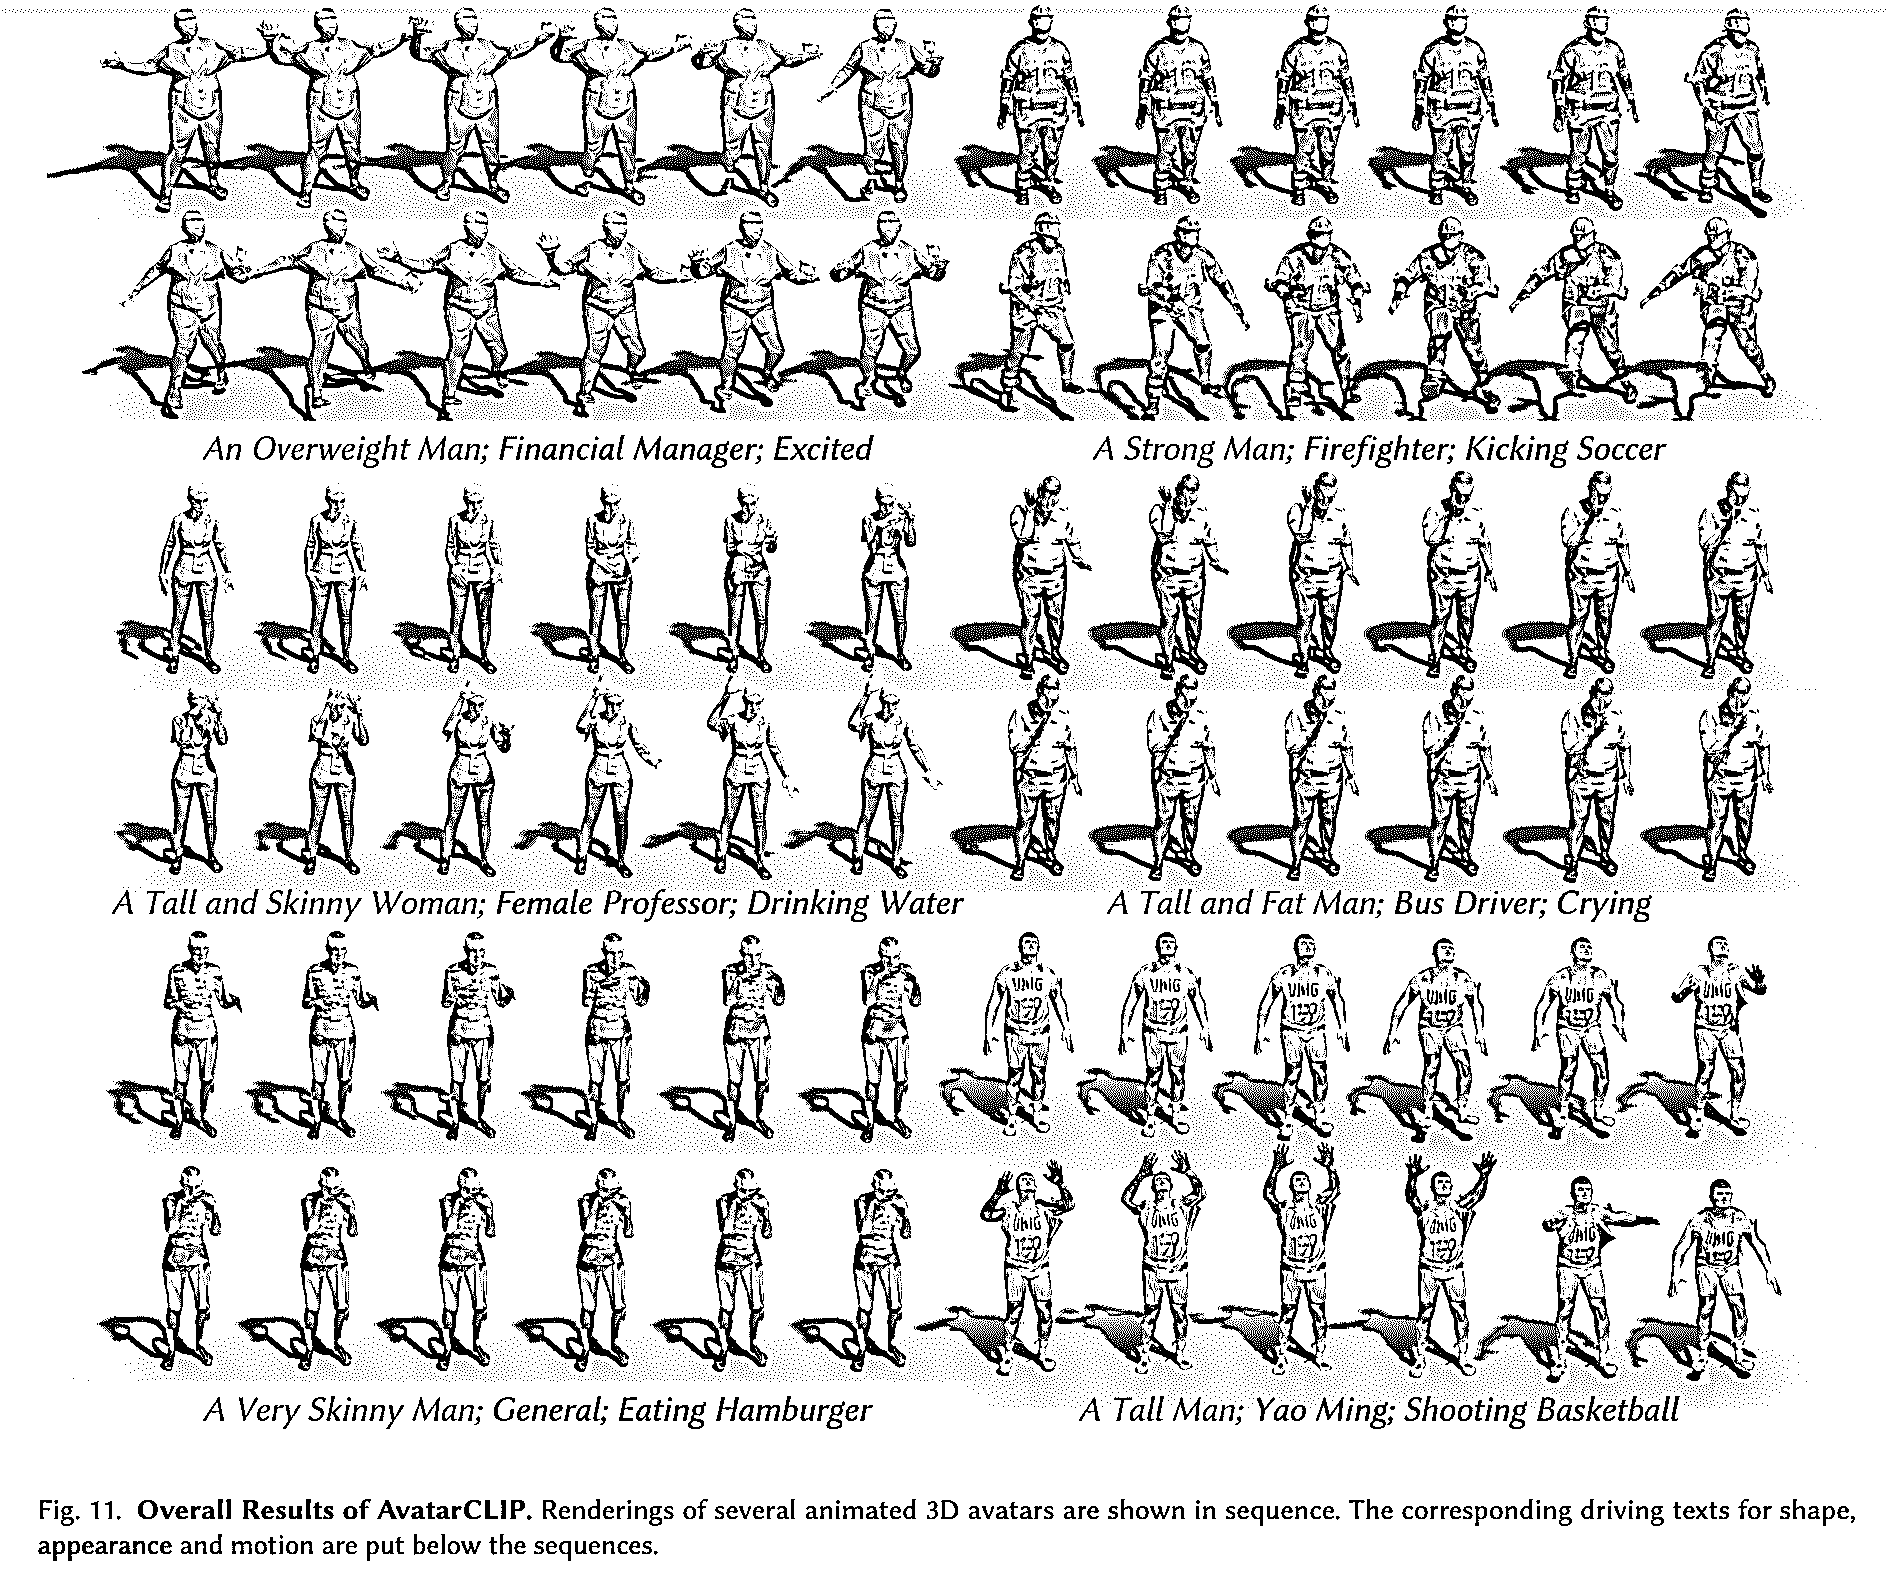 An Overweight Man; Financial Manager; Excited
A Strong Man; Firefighter; Kicking Soccer
A Tall and Skinny Woman; Female Professor; Drinking Water
A Tall and Fat Man; Bus Driver; Crying
A Very Skinny Man; General; Eating Hamburger
A Tall Man; Yao Ming; Shooting Basketball
Fig. 11. Overall Results of AvatarCLIP. Renderings of several animated 3D avatars are shown in sequence. The corresponding driving texts for shape,
appearance and motion are put below the sequences.